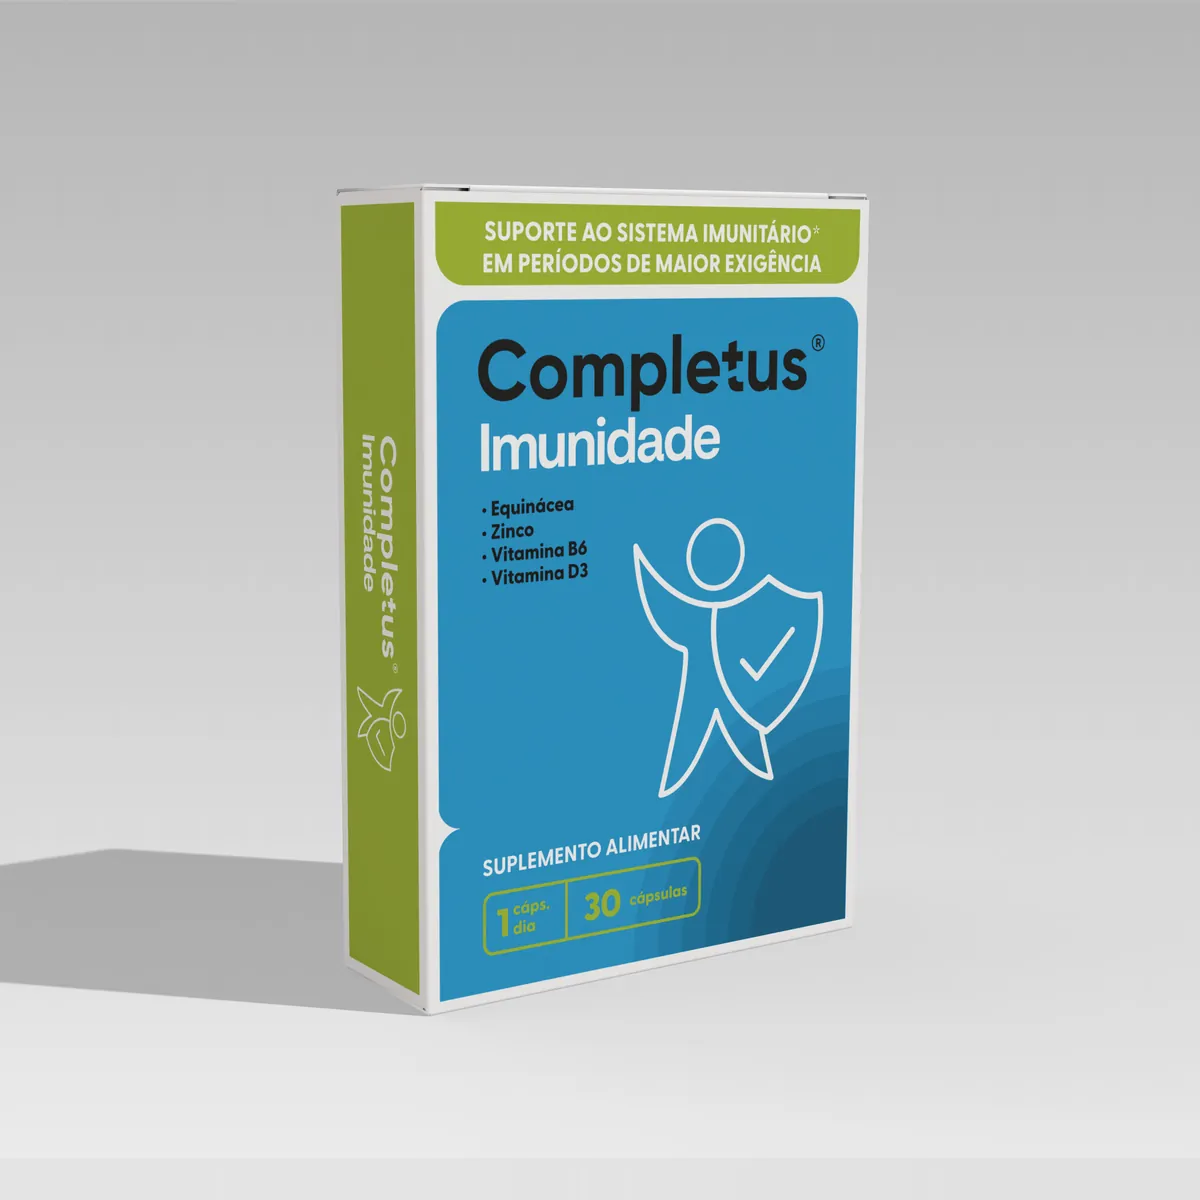 SUPORTE AO SISTEMA IMUNITÁRIO*
EM PERÍODOS DE MAIOR EXIGÊNCIA
Completus®
Imunidade
· Equinácea
· Zinco
· Vitamina B6
· Vitamina D3
SUPLEMENTO ALIMENTAR
1 cáps.
dia
30 cápsulas
Completus®
Imunidade